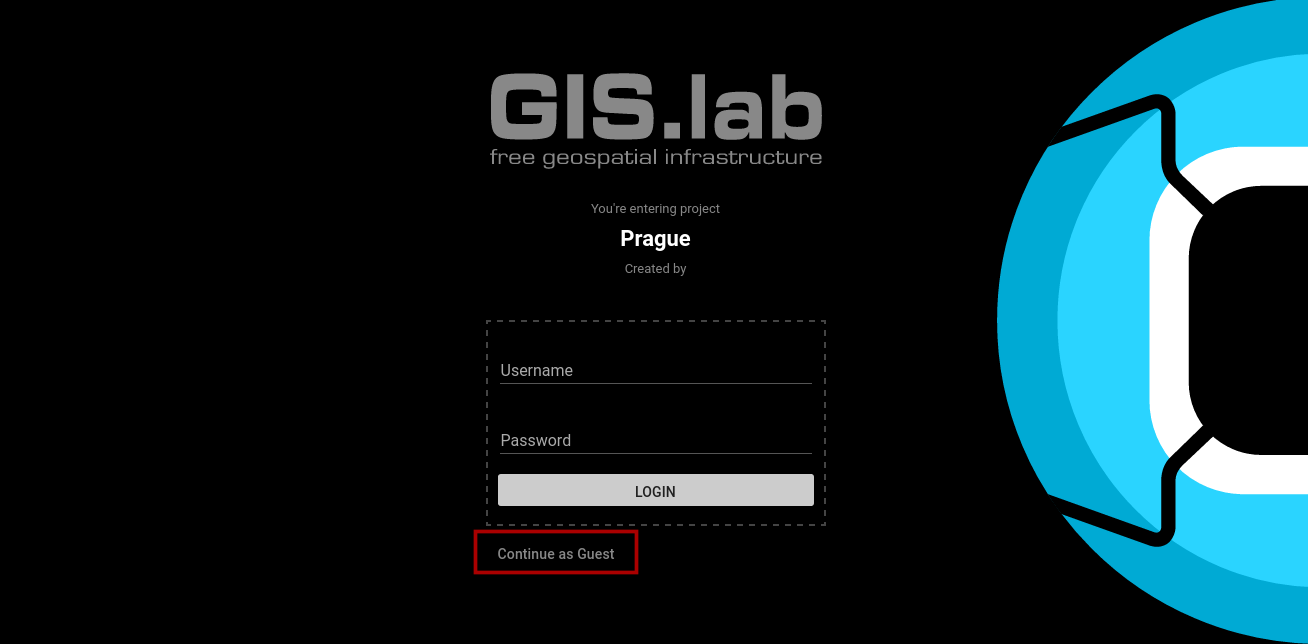 GIS.lab
free geospatial infrastructure
You're entering project
Prague
Created by
Username
Password
LOGIN
Continue as Guest